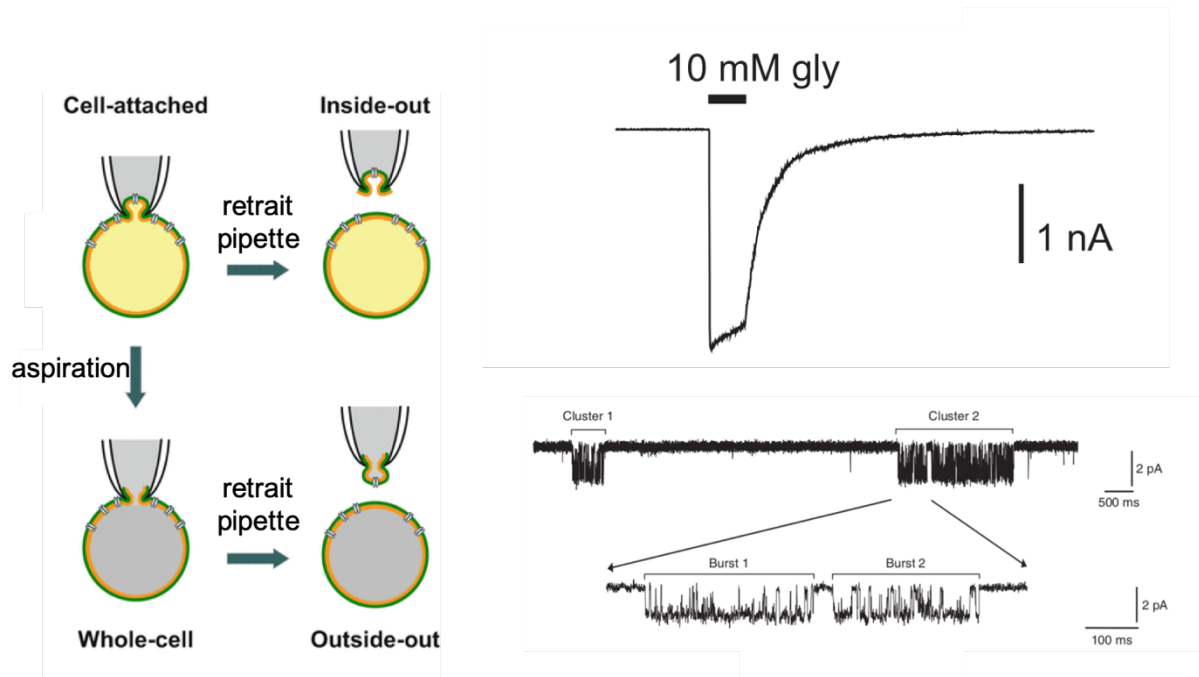 Cell-attached
Inside-out
retrait
pipette
aspiration
retrait
pipette
Whole-cell
Outside-out
10 mM gly
1 nA
Cluster 1
Cluster 2
2 pA
500 ms
Burst 1
Burst 2
2 pA
100 ms